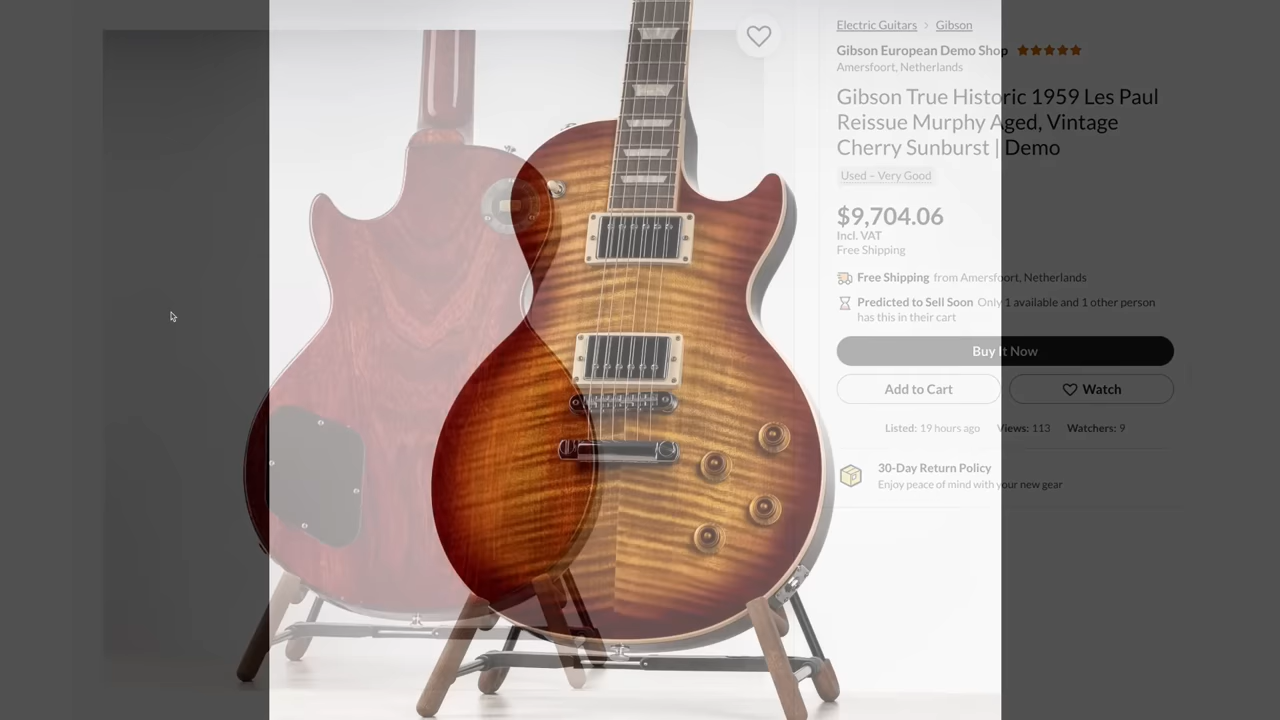 Electric Guitars > Gibson
Gibson European Demo Shop
Amersfoort, Netherlands
Gibson True Historic 1959 Les Paul
Reissue Murphy Aged, Vintage
Cherry Sunburst | Demo
Used – Very Good
$9,704.06
Incl. VAT
Free Shipping
Free Shipping from Amersfoort, Netherlands
Predicted to Sell Soon Only 1 available and 1 other person
has this in their cart
Buy It Now
Add to Cart
Watch
Listed: 19 hours ago Views: 113 Watchers: 9
30-Day Return Policy
Enjoy peace of mind with your new gear